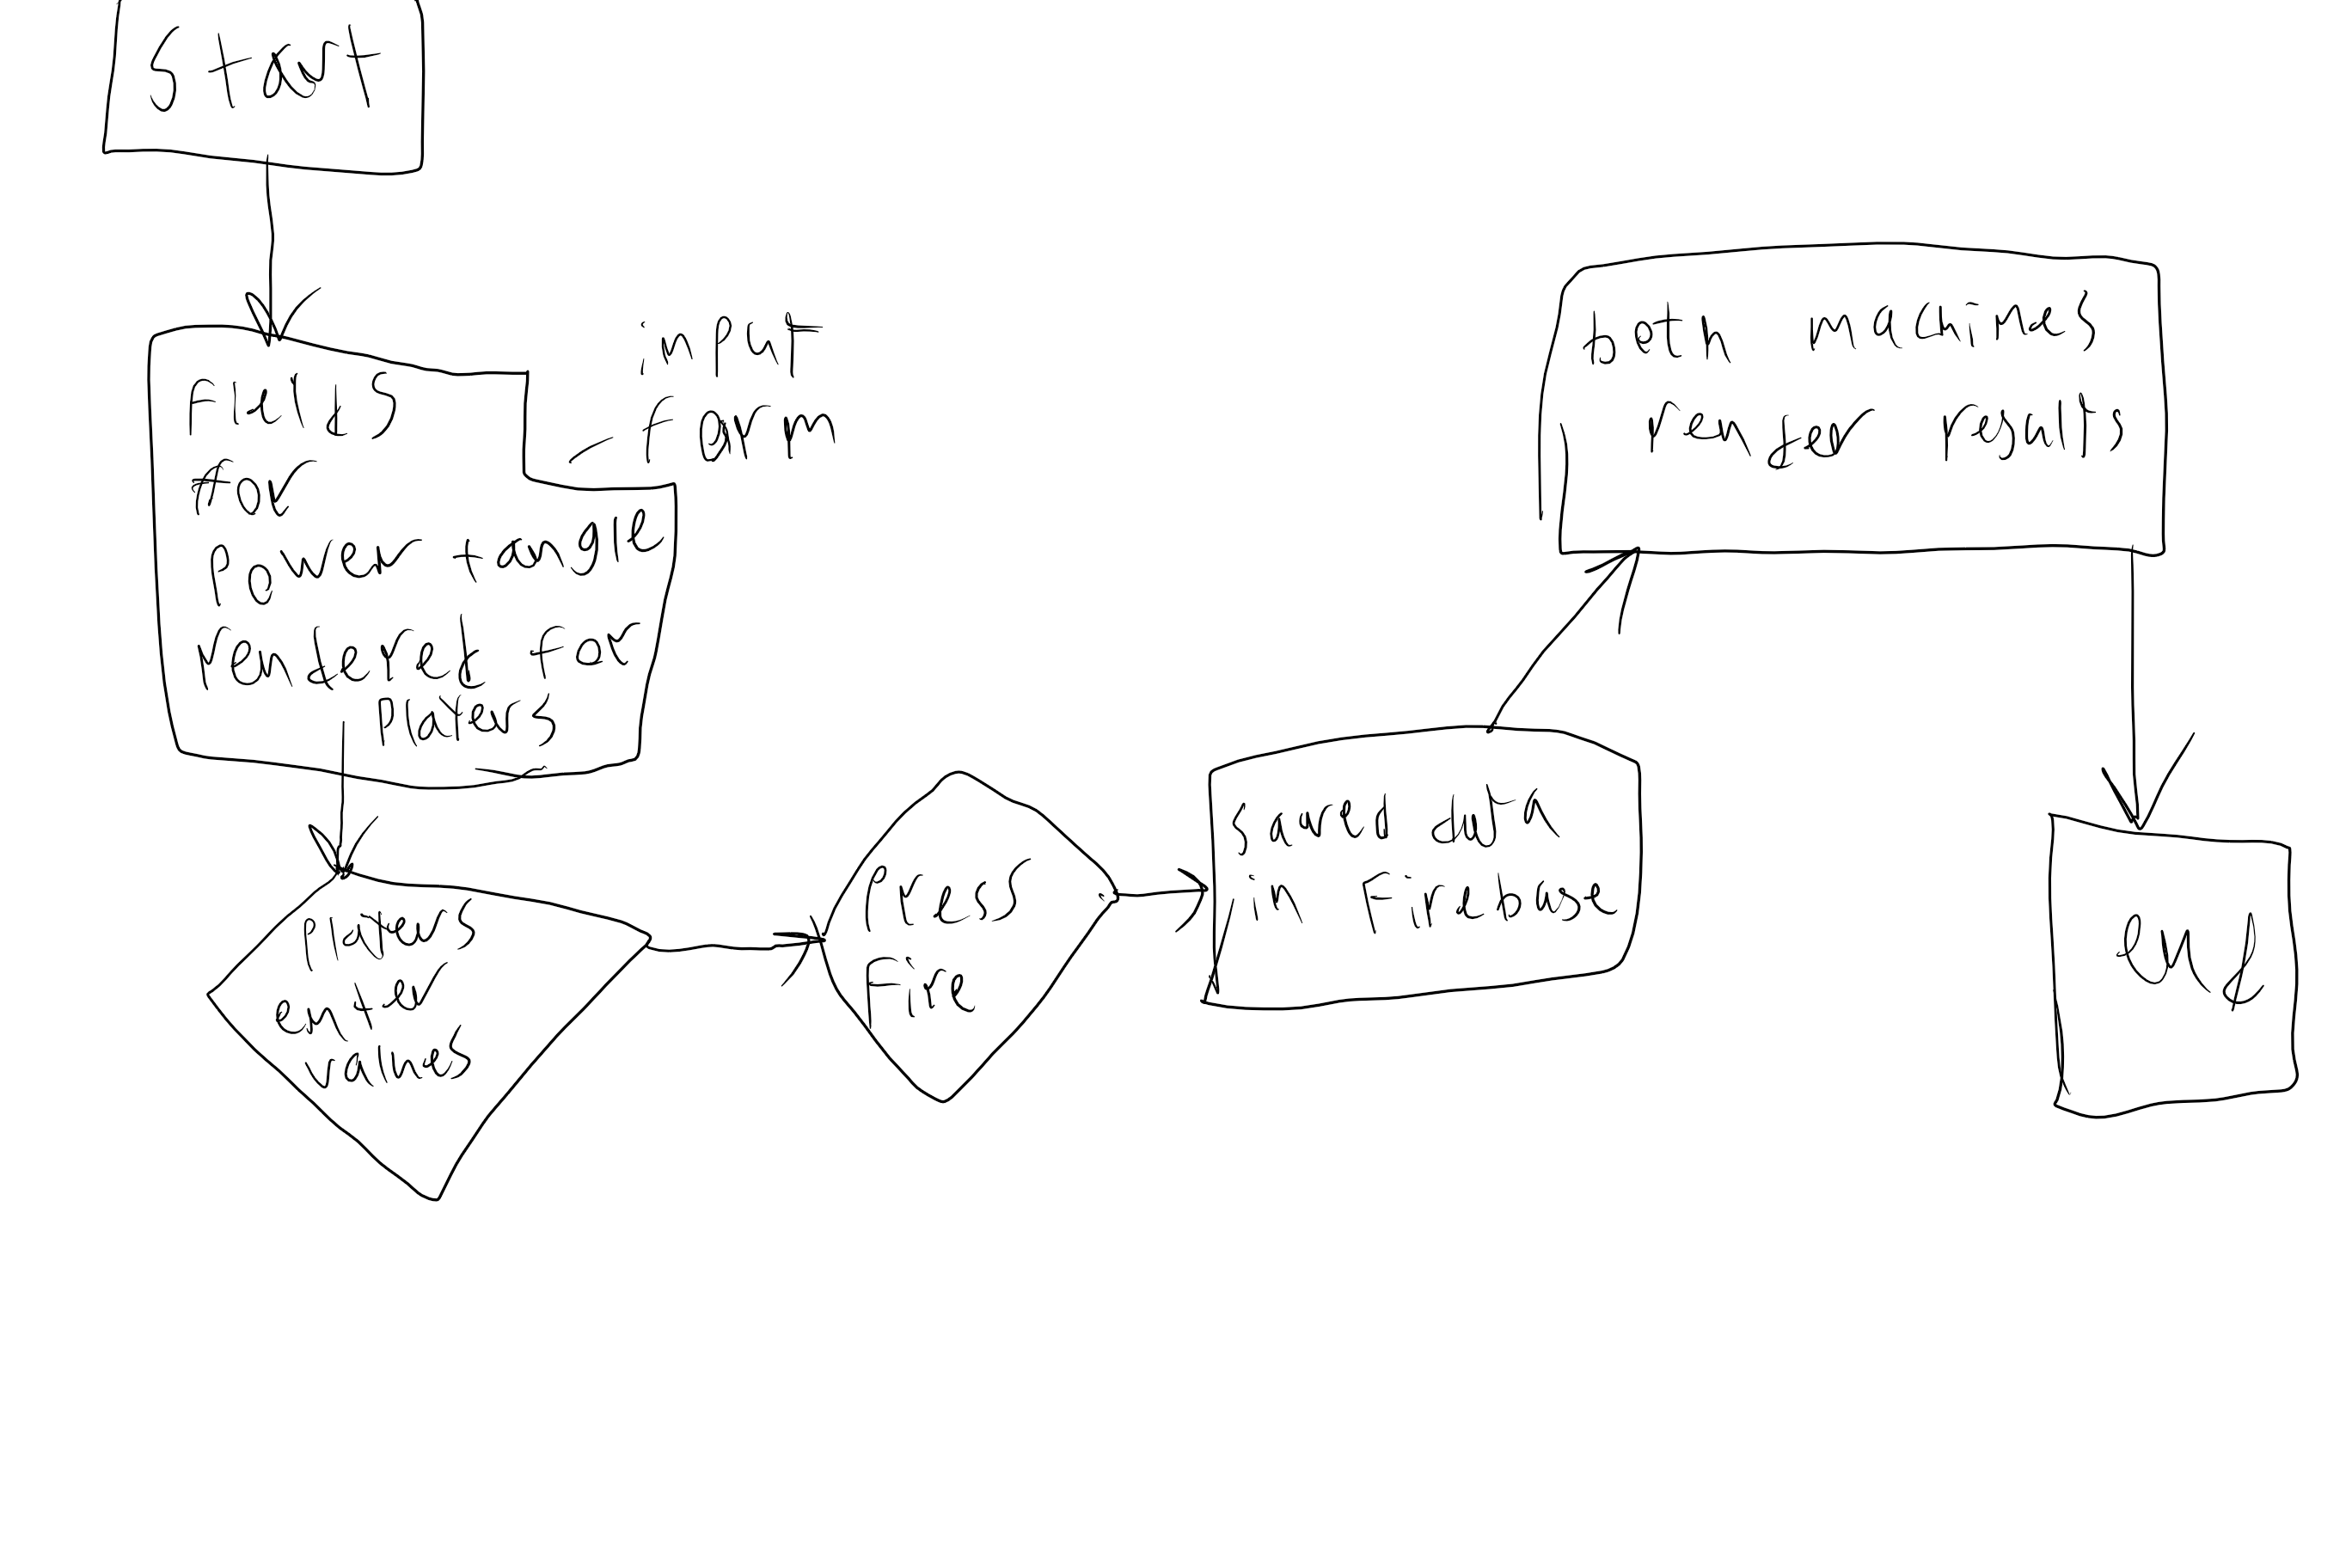 Start
input
form
fields
for
Power + angle
rendered for
Players
Players
enters
values
Press
Fire
saved data
in Firebase
both machines
render results
end